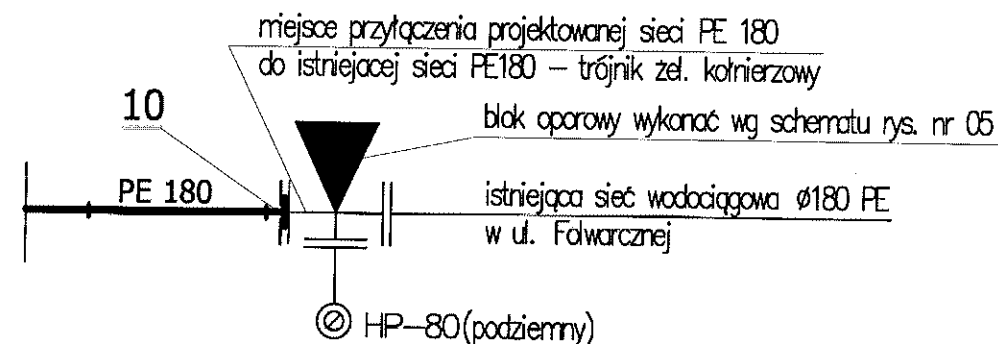 miejsce przyłączenia projektowanej sieci PE 180
do istniejacej sieci PE180 – trójnik żel. kołnierzowy
10
blok oporowy wykonać wg schematu rys. nr 05
PE 180
istniejąca sieć wodociągowa ø180 PE
w ul. Folwarcznej
HP–80(podziemny)